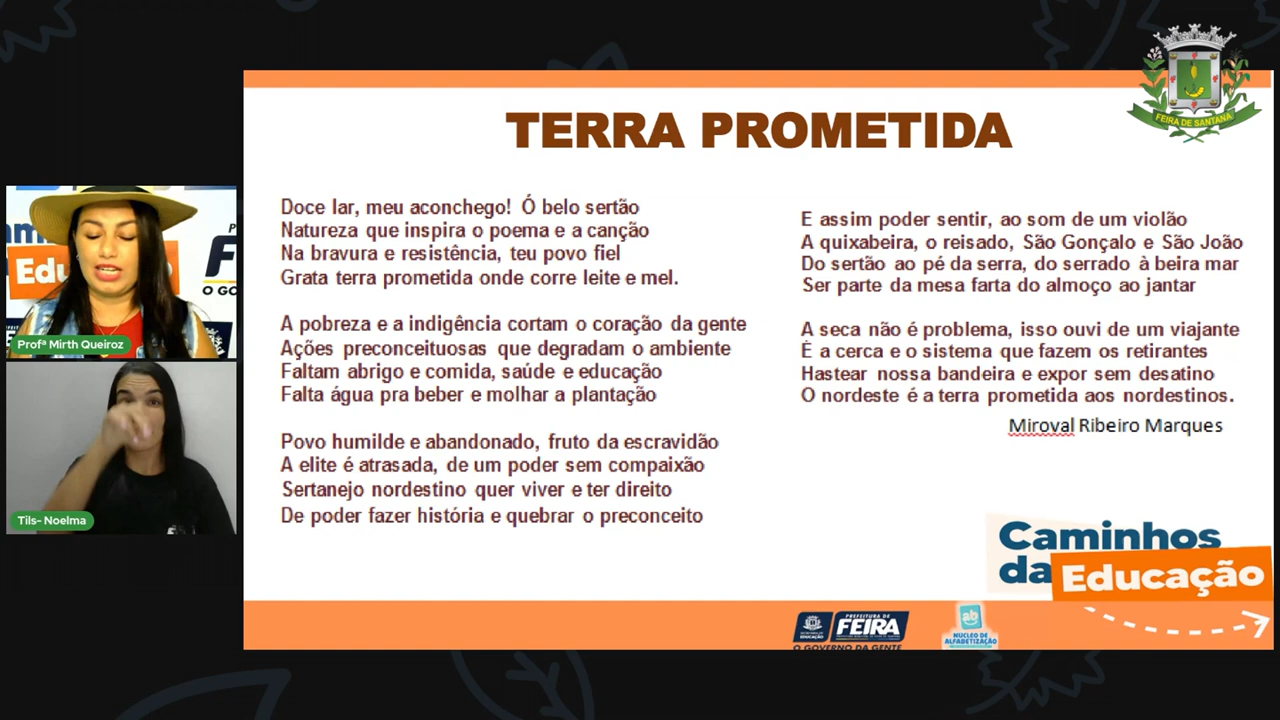 FEIRA DE SANTANA
TERRA PROMETIDA
Doce lar, meu aconchego! Ó belo sertão
Natureza que inspira o poema e a canção
Na bravura e resistência, teu povo fiel
Grata terra prometida onde corre leite e mel.
A pobreza e a indigência cortam o coração da gente
Ações preconceituosas que degradam o ambiente
Faltam abrigo e comida, saúde e educação
Falta água pra beber e molhar a plantação
Povo humilde e abandonado, fruto da escravidão
A elite é atrasada, de um poder sem compaixão
Sertanejo nordestino quer viver e ter direito
De poder fazer história e quebrar o preconceito
E assim poder sentir, ao som de um violão
A quixabeira, o reisado, São Gonçalo e São João
Do sertão ao pé da serra, do serrado à beira mar
Ser parte da mesa farta do almoço ao jantar
A seca não é problema, isso ouvi de um viajante
É a cerca e o sistema que fazem os retirantes
Hastear nossa bandeira e expor sem desatino
O nordeste é a terra prometida aos nordestinos.
Miroval Ribeiro Marques
Profª Mirth Queiroz
Tils- Noelma
Caminhos
da Educação
PREFEITURA DE
FEIRA
O GOVERNO DA GENTE
ab
NÚCLEO DE
ALFABETIZAÇÃO